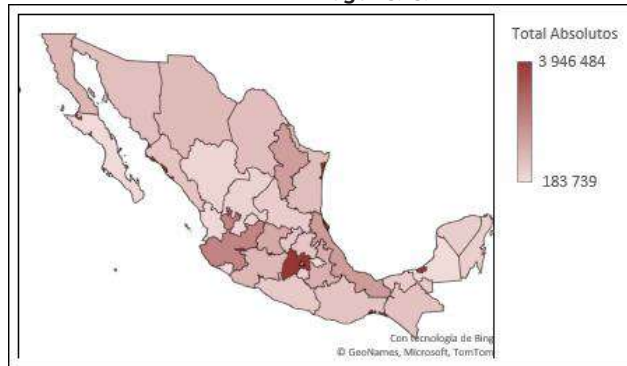 Total Absolutos
3 946 484
183 739
Con tecnología de Bing
© GeoNames, Microsoft, TomTom